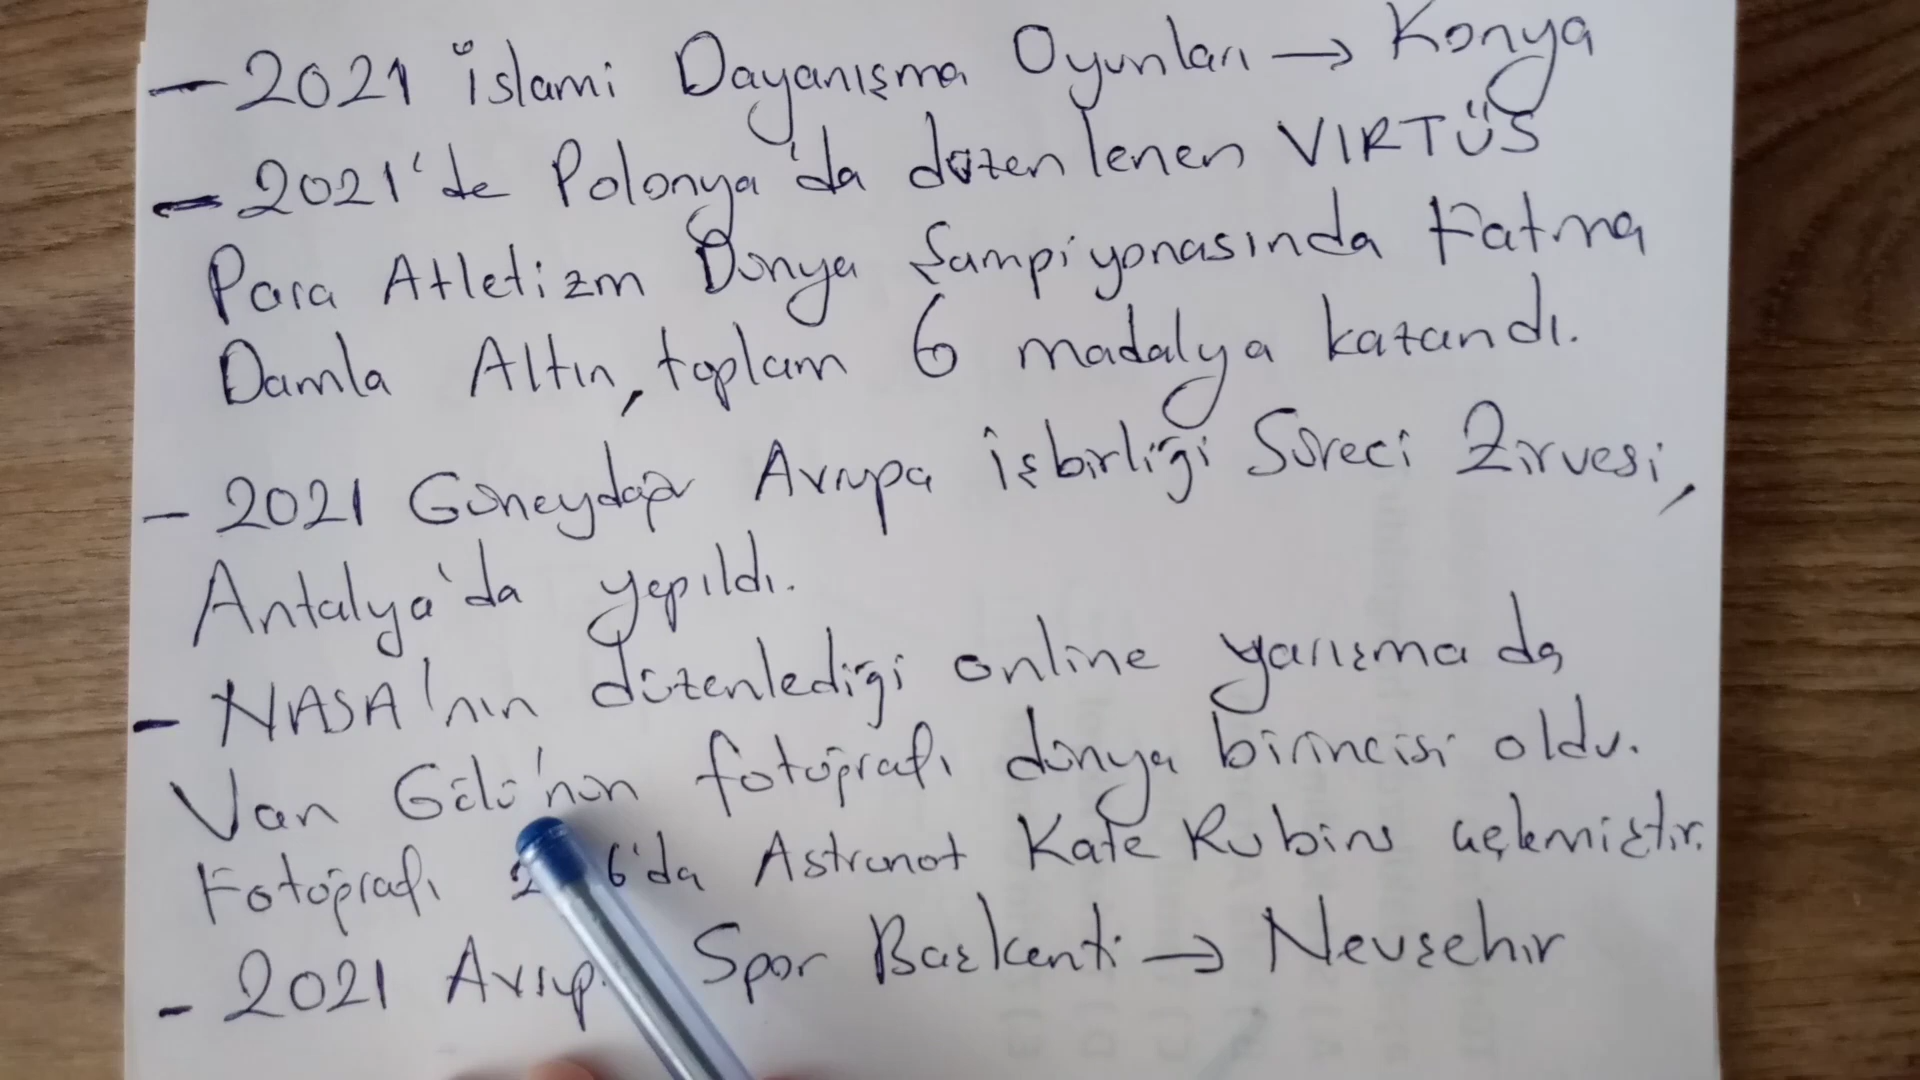 - 2021 İslami Dayanışma Oyunları → Konya
- 2021'de Polonya'da düzenlenen VIRTÜS
Para Atletizm Dünya Şampiyonasında Fatma
Damla Altın, toplam 6 madalya kazandı.
- 2021 Güneydoğu Avrupa İşbirliği Süreci Zirvesi,
Antalya'da yapıldı.
- NASA'nın düzenlediği online yarışmada,
Van Gölü'nün fotoğrafı dünya birincisi oldu.
Fotoğrafı 6'da Astronot Kate Rubins çekmiştir.
- 2021 Avrup Spor Başkenti → Nevşehir